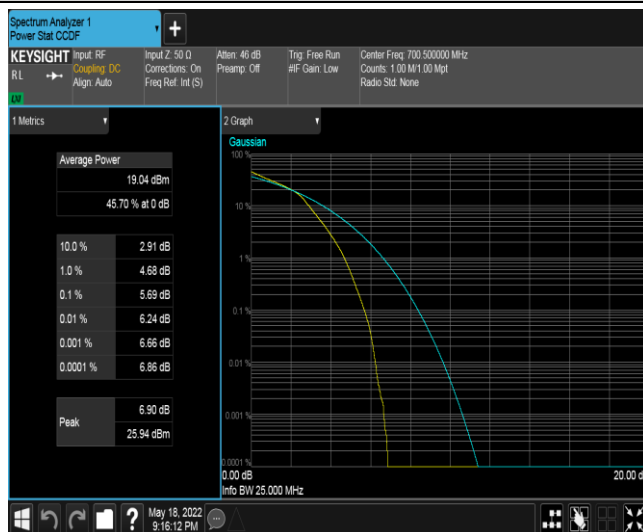 Spectrum Analyzer 1
Power Stat CCDF
+
KEYSIGHT
RL
LXI
Input: RF
Coupling: DC
Align: Auto
Input Z: 50 Ω
Corrections: On
Freq Ref: Int (S)
Atten: 46 dB
Preamp: Off
Trig: Free Run
#IF Gain: Low
Center Freq: 700.500000 MHz
Counts: 1.00 M/1.00 Mpt
Radio Std: None
1 Metrics
Average Power
19.04 dBm
45.70 % at 0 dB
10.0 % 2.91 dB
1.0 % 4.68 dB
0.1 % 5.69 dB
0.01 % 6.24 dB
0.001 % 6.66 dB
0.0001 % 6.86 dB
Peak
6.90 dB
25.94 dBm
2 Graph
Gaussian
100 %
10 %
1 %
0.1 %
0.01 %
0.001 %
0.0001 %
0.00 dB
20.00 d
Info BW 25.000 MHz
?
May 18, 2022
9:16:12 PM